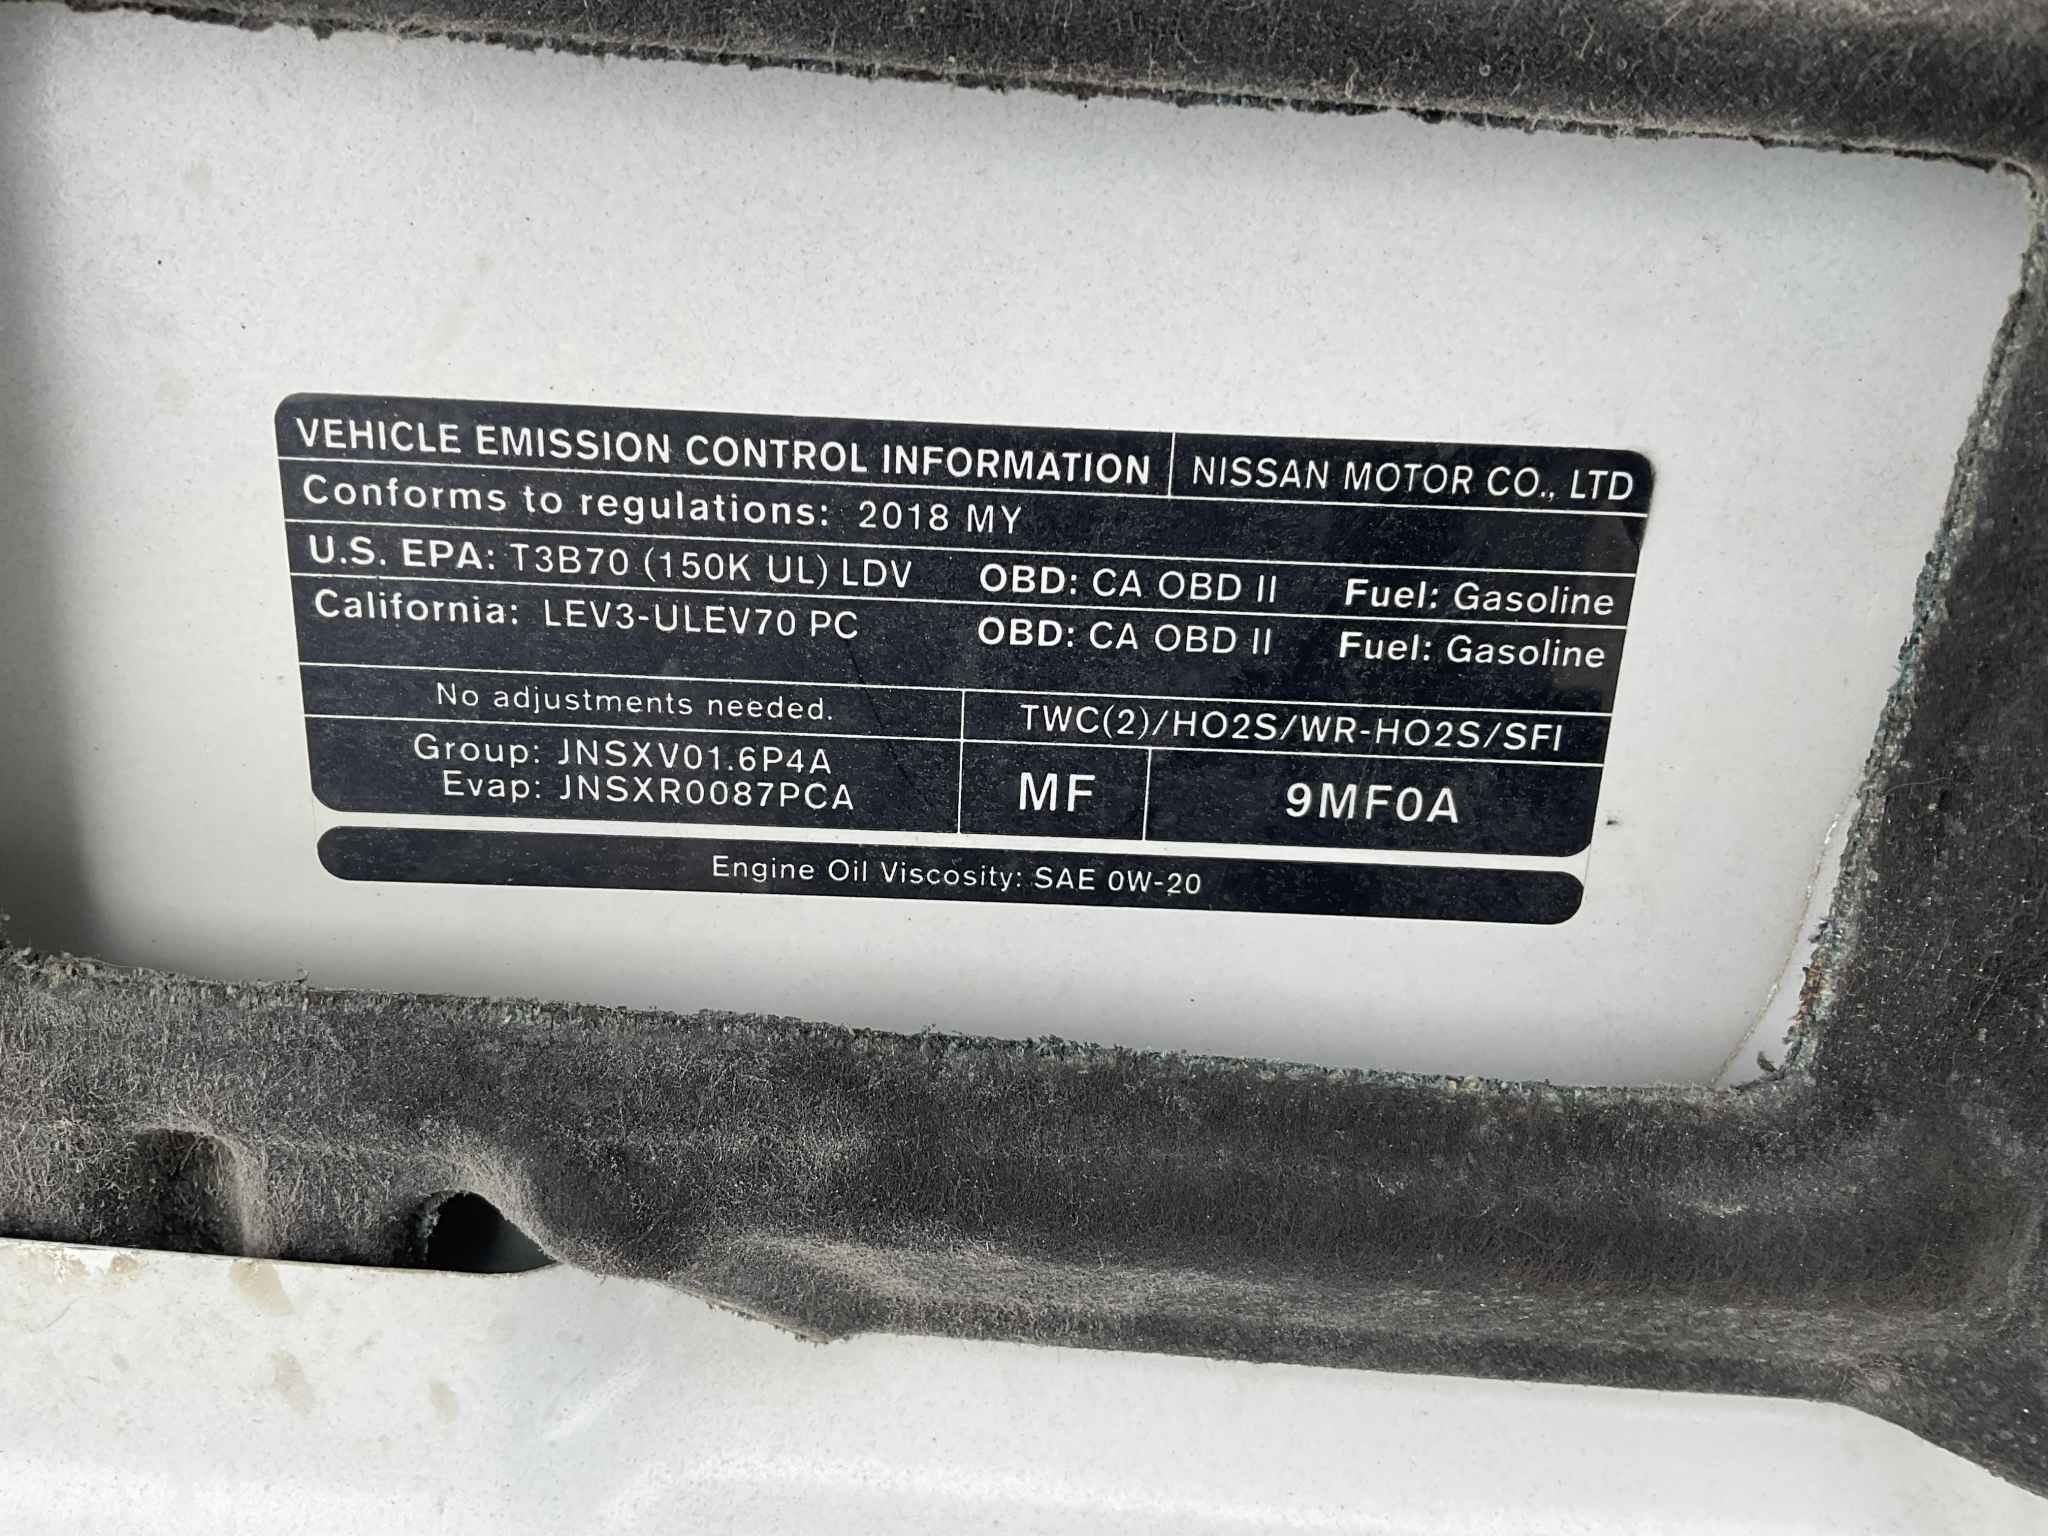 VEHICLE EMISSION CONTROL INFORMATION NISSAN MOTOR CO., LTD
Conforms to regulations: 2018 MY
U.S. EPA: T3B70 (150K UL) LDV OBD: CA OBD II Fuel: Gasoline
California: LEV3-ULEV70 PC OBD: CA OBD II Fuel: Gasoline
No adjustments needed. TWC(2)/HO2S/WR-HO2S/SFI
Group: JNSXV01.6P4A
Evap: JNSXR0087PCA
MF 9MF0A
Engine Oil Viscosity: SAE 0W-20